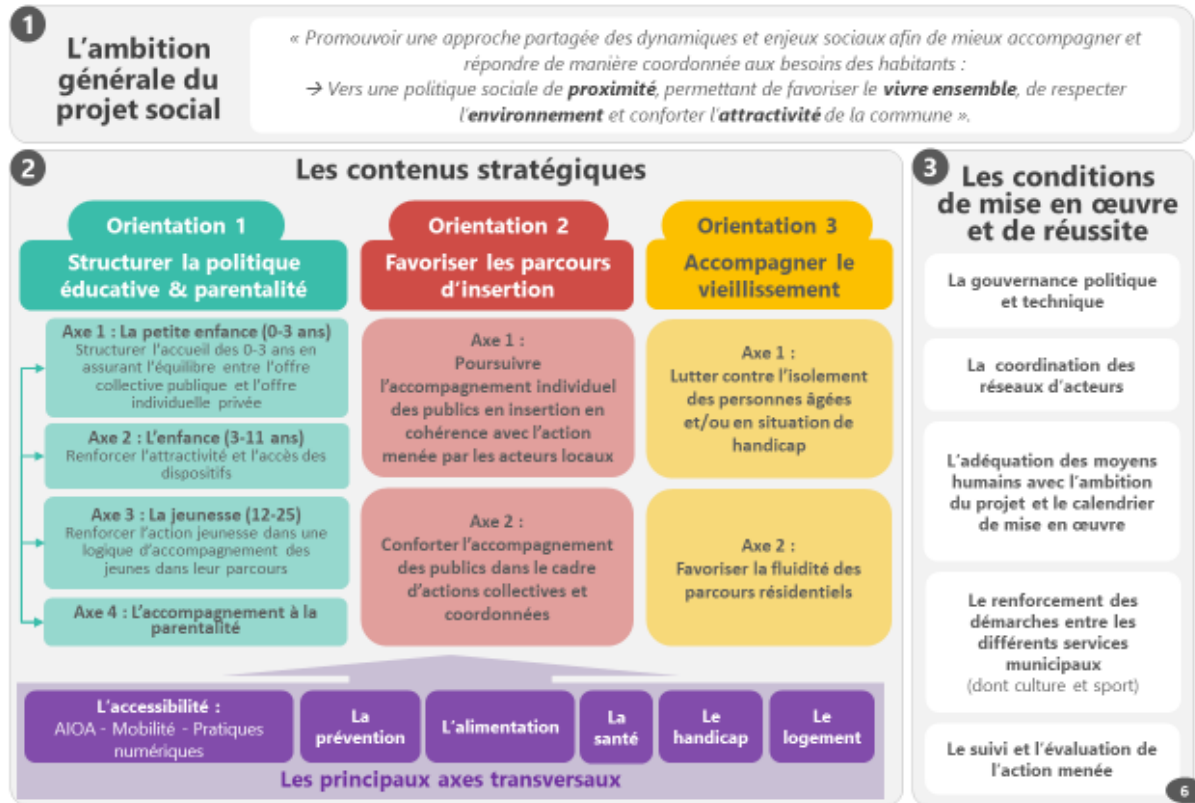 1
L'ambition
générale du
projet social
« Promouvoir une approche partagée des dynamiques et enjeux sociaux afin de mieux accompagner et
répondre de manière coordonnée aux besoins des habitants :
→ Vers une politique sociale de proximité, permettant de favoriser le vivre ensemble, de respecter
l'environnement et conforter l'attractivité de la commune ».
2
Les contenus stratégiques
Orientation 1
Structurer la politique
éducative & parentalité
Axe 1 : La petite enfance (0-3 ans)
Structurer l'accueil des 0-3 ans en
assurant l'équilibre entre l'offre
collective publique et l'offre
individuelle privée
Axe 2 : L'enfance (3-11 ans)
Renforcer l'attractivité et l'accès des
dispositifs
Axe 3 : La jeunesse (12-25)
Renforcer l'action jeunesse dans une
logique d'accompagnement des
jeunes dans leur parcours
Axe 4 : L'accompagnement à la
parentalité
Orientation 2
Favoriser les parcours
d'insertion
Axe 1 :
Poursuivre
l'accompagnement individuel
des publics en insertion en
cohérence avec l'action
menée par les acteurs locaux
Axe 2 :
Conforter l'accompagnement
des publics dans le cadre
d'actions collectives et
coordonnées
Orientation 3
Accompagner le
vieillissement
Axe 1 :
Lutter contre l'isolement
des personnes âgées
et/ou en situation de
handicap
Axe 2 :
Favoriser la fluidité des
parcours résidentiels
L'accessibilité :
AIOA - Mobilité - Pratiques
numériques
La
prévention
L'alimentation
La
santé
Le
handicap
Le
logement
Les principaux axes transversaux
3
Les conditions
de mise en œuvre
et de réussite
La gouvernance politique
et technique
La coordination des
réseaux d'acteurs
L'adéquation des moyens
humains avec l'ambition
du projet et le calendrier
de mise en œuvre
Le renforcement des
démarches entre les
différents services
municipaux
(dont culture et sport)
Le suivi et l'évaluation de
l'action menée
6